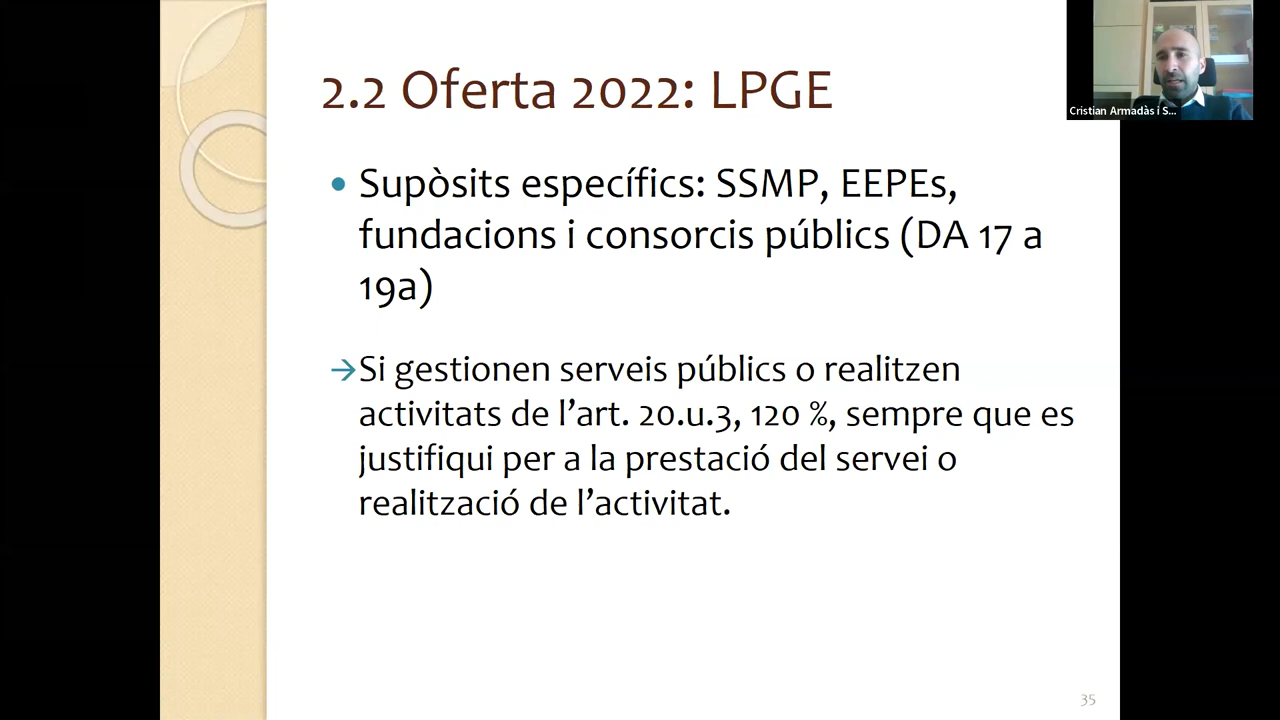 2.2 Oferta 2022: LPGE
Cristian Armadàs i S...
• Supòsits específics: SSMP, EEPEs,
fundacions i consorcis públics (DA 17 a
19a)
→Si gestionen serveis públics o realitzen
activitats de l’art. 20.u.3, 120 %, sempre que es
justifiqui per a la prestació del servei o
realització de l’activitat.
35